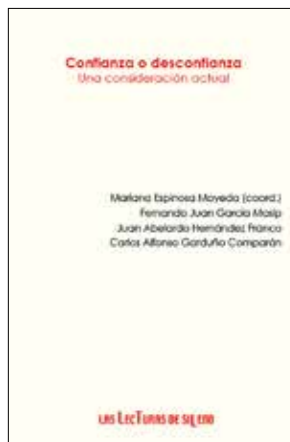 Confianza o desconfianza
Una consideración actual
Mariana Espinosa Moveda (coord.)
Fernando Juan García Masip
Juan Abelardo Hernández Franco
Carlos Alfonso Garduño Comparán
LAS LECTURAS DE SILENO